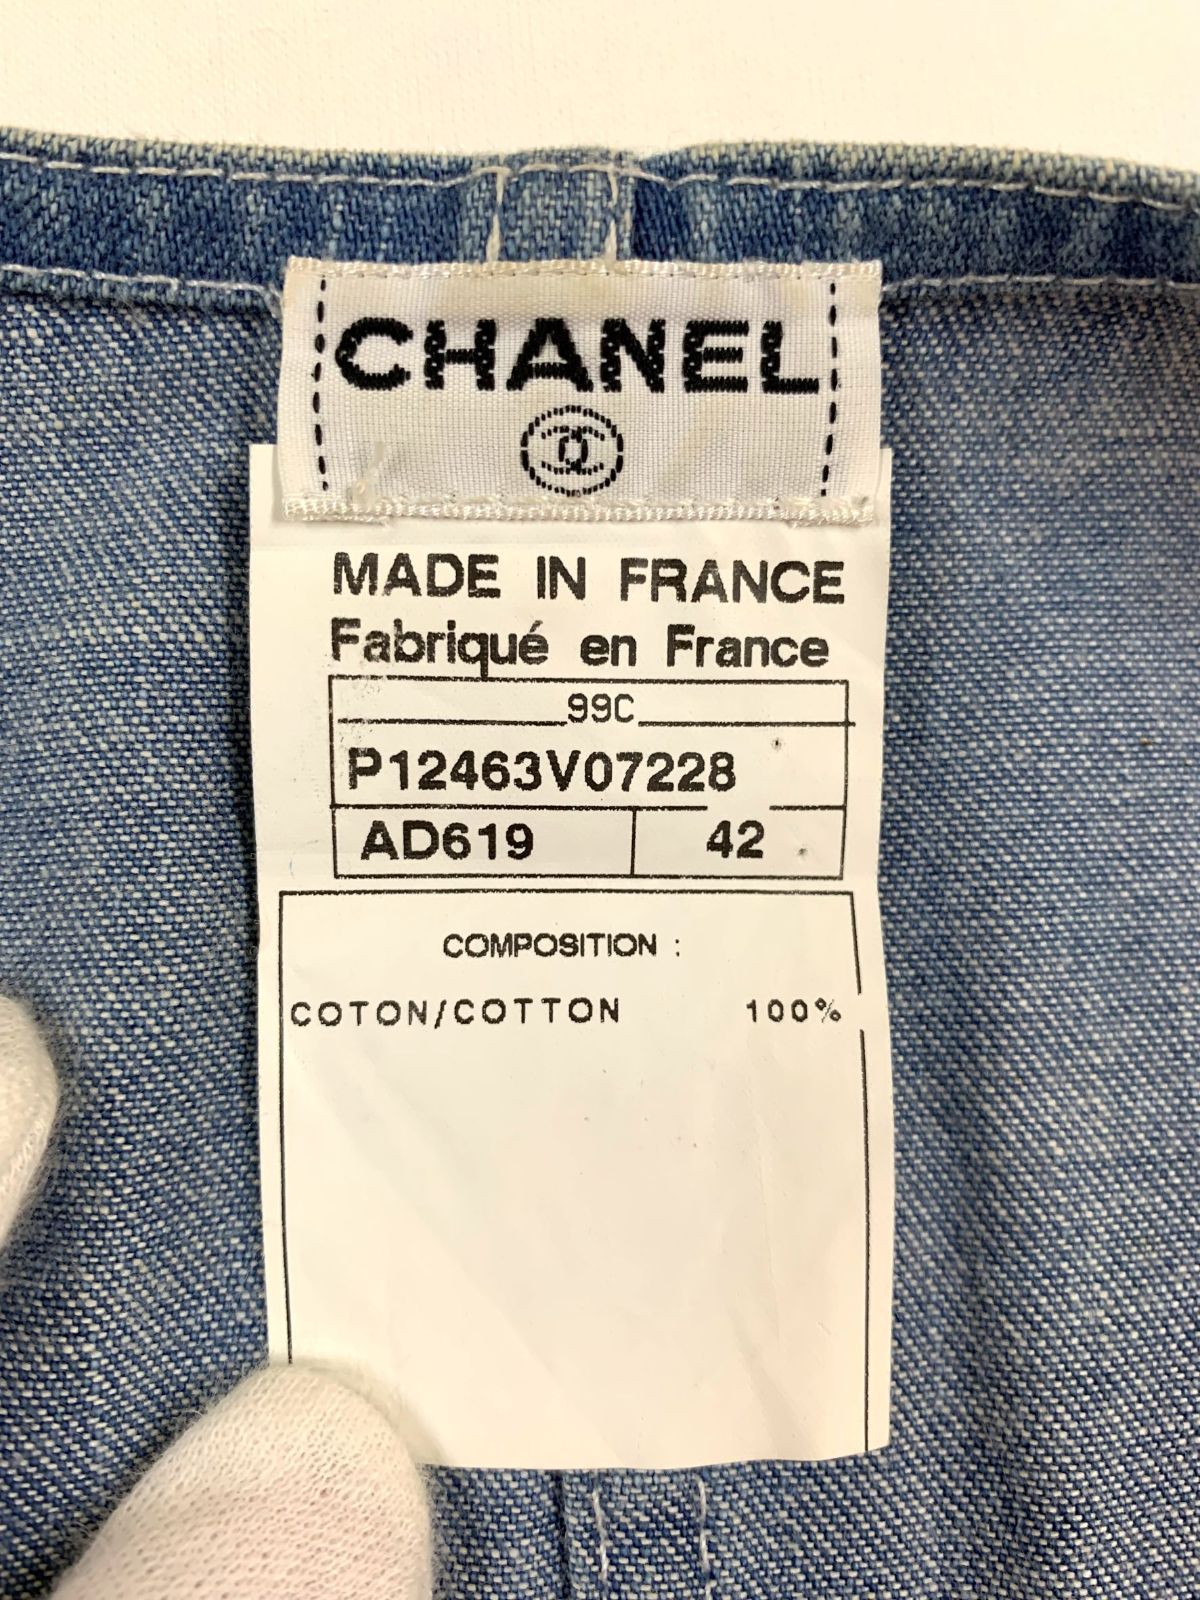 CHANEL
MADE IN FRANCE
Fabriqué en France
99C
P12463V07228
AD619 42
COMPOSITION :
COTON/COTTON 100%